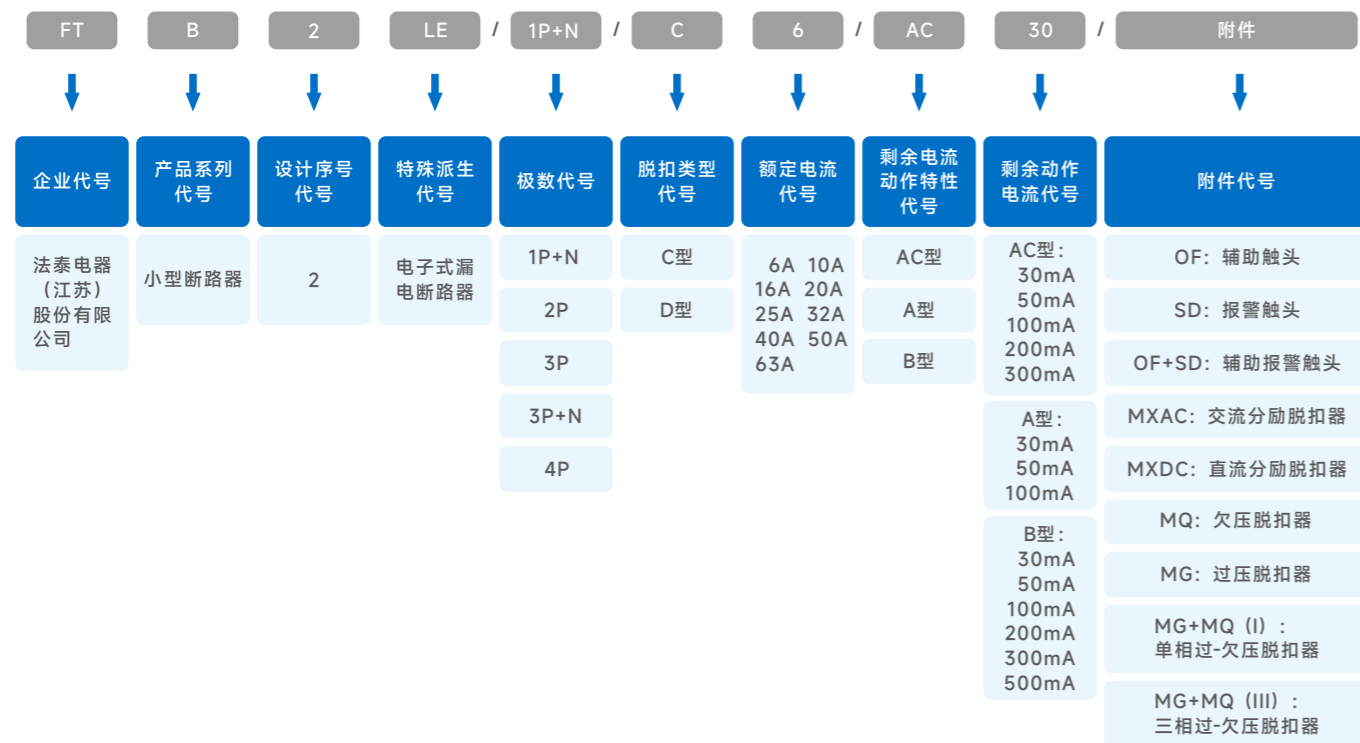 FT B 2 LE / 1P+N / C 6 / AC 30 / 附件
企业代号
产品系列
代号
设计序号
代号
特殊派生
代号
极数代号
脱扣类型
代号
额定电流
代号
剩余电流
动作特性
代号
剩余动作
电流代号
附件代号
法泰电器
(江苏)
股份有限
公司
小型断路器
2
电子式漏
电断路器
1P+N
2P
3P
3P+N
4P
C型
D型
6A 10A
16A 20A
25A 32A
40A 50A
63A
AC型
A型
B型
AC型:
30mA
50mA
100mA
200mA
300mA
A型:
30mA
50mA
100mA
B型:
30mA
50mA
100mA
200mA
300mA
500mA
OF: 辅助触头
SD: 报警触头
OF+SD: 辅助报警触头
MXAC: 交流分励脱扣器
MXDC: 直流分励脱扣器
MQ: 欠压脱扣器
MG: 过压脱扣器
MG+MQ (I) :
单相过-欠压脱扣器
MG+MQ (III) :
三相过-欠压脱扣器